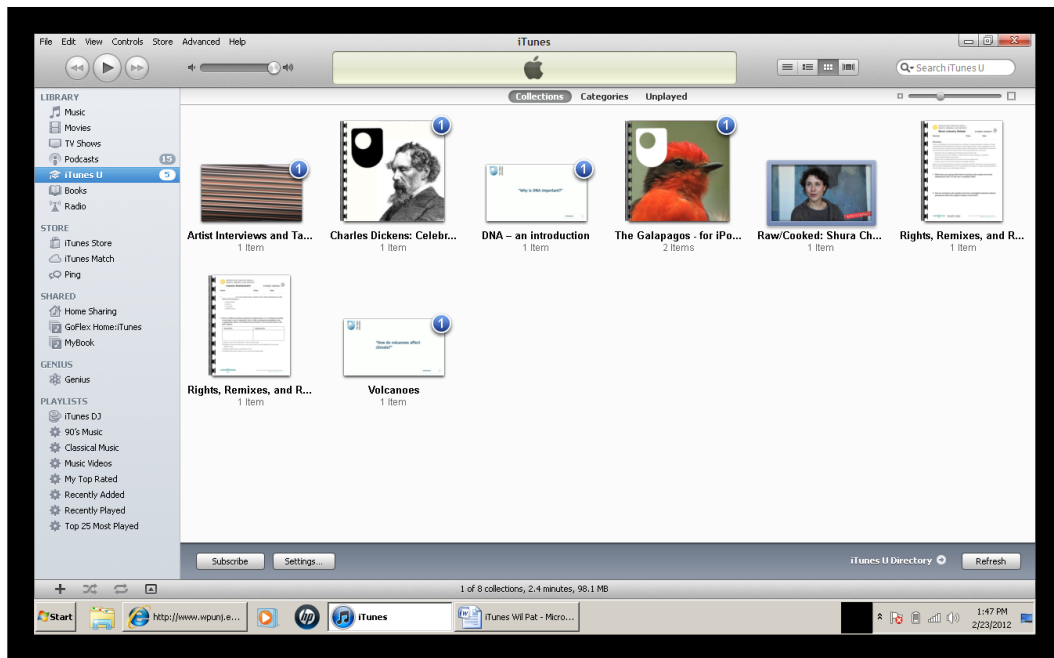 File Edit View Controls Store Advanced Help
iTunes
Search iTunes U
LIBRARY
Music
Movies
TV Shows
Podcasts 15
iTunes U 5
Books
Radio
STORE
iTunes Store
iTunes Match
Ping
SHARED
Home Sharing
GoFlex Home:iTunes
MyBook
GENIUS
Genius
PLAYLISTS
iTunes DJ
90's Music
Classical Music
Music Videos
My Top Rated
Recently Added
Recently Played
Top 25 Most Played
Collections Categories Unplayed
1 1 1 1
"Why is DNA important?"
Artist Interviews and Ta... Charles Dickens: Celebr... DNA – an introduction The Galapagos - for iPo... Raw/Cooked: Shura Ch... Rights, Remixes, and R...
1 Item 1 Item 1 Item 2 Items 1 Item 1 Item
1
"How do volcanoes affect
climate?"
Rights, Remixes, and R... Volcanoes
1 Item 1 Item
Subscribe Settings... iTunes U Directory Refresh
1 of 8 collections, 2.4 minutes, 98.1 MB
Start http://www.wpunj.e... hp iTunes iTunes Wil Pat - Micro... 1:47 PM
2/23/2012